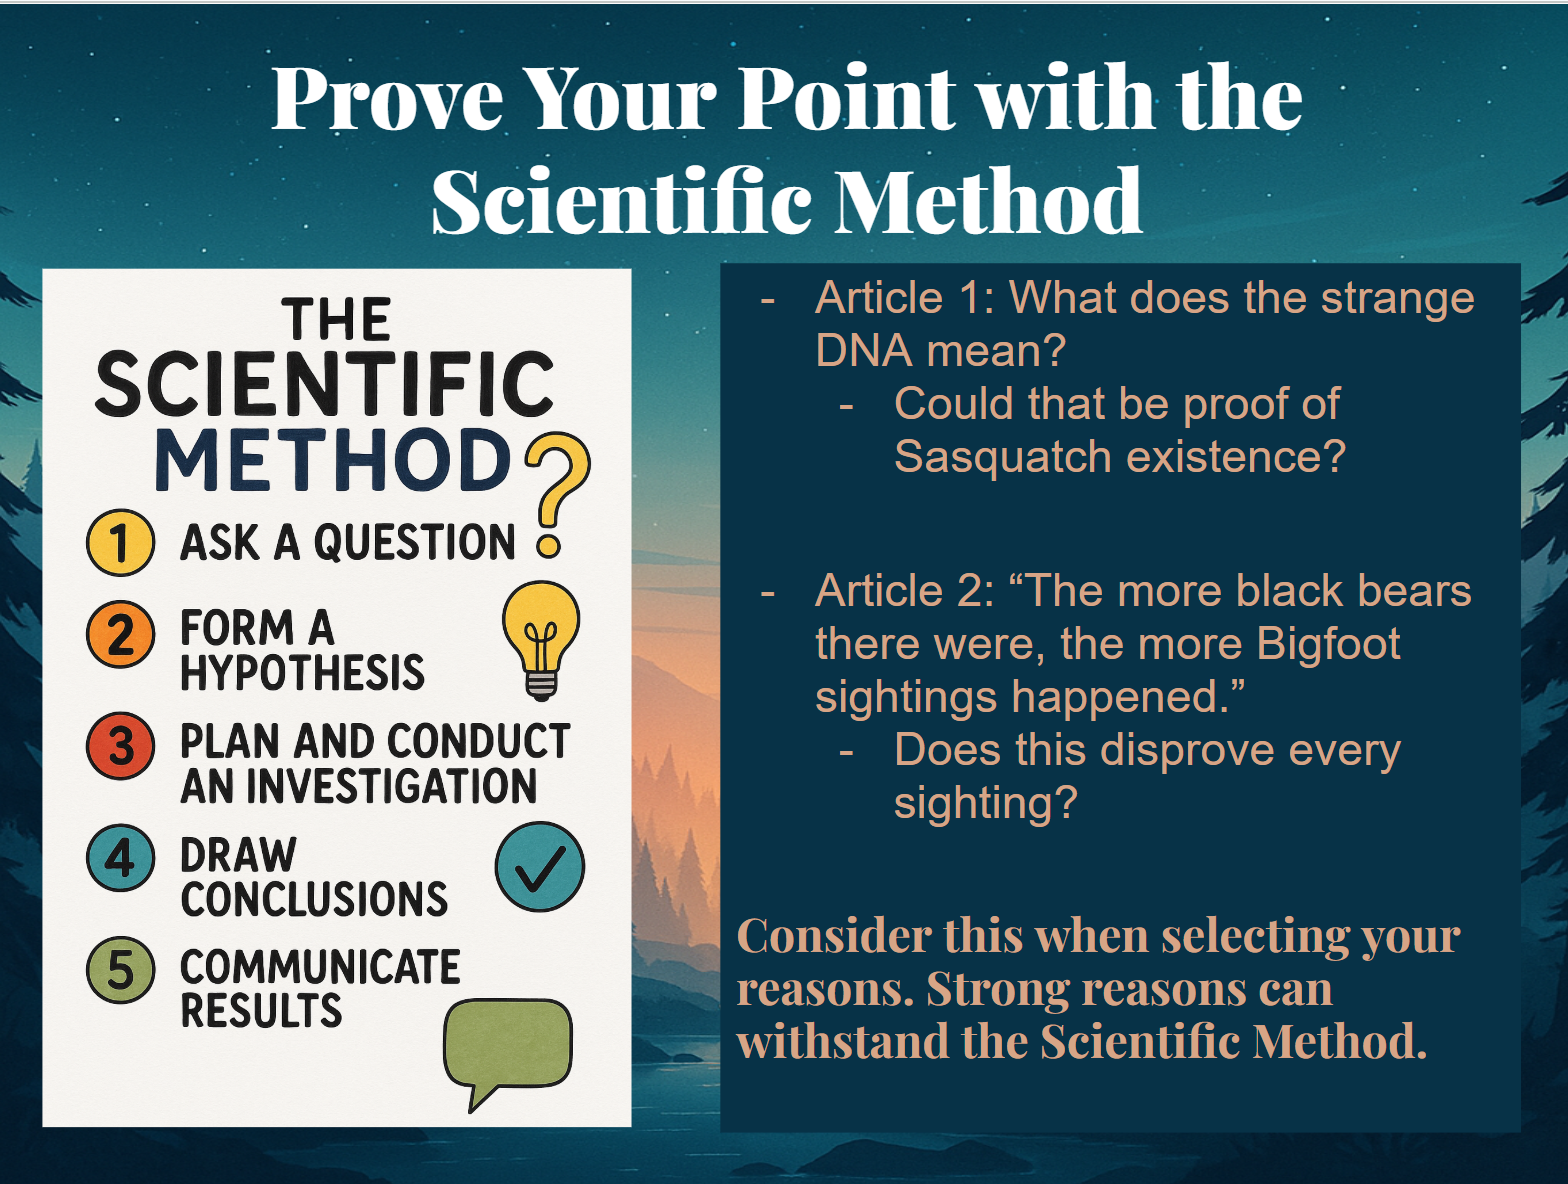 Prove Your Point with the
Scientific Method
THE
SCIENTIFIC
METHOD?
1 ASK A QUESTION
2 FORM A
HYPOTHESIS
3 PLAN AND CONDUCT
AN INVESTIGATION
4 DRAW
CONCLUSIONS
5 COMMUNICATE
RESULTS
- Article 1: What does the strange
DNA mean?
- Could that be proof of
Sasquatch existence?
- Article 2: “The more black bears
there were, the more Bigfoot
sightings happened.”
- Does this disprove every
sighting?
Consider this when selecting your
reasons. Strong reasons can
withstand the Scientific Method.